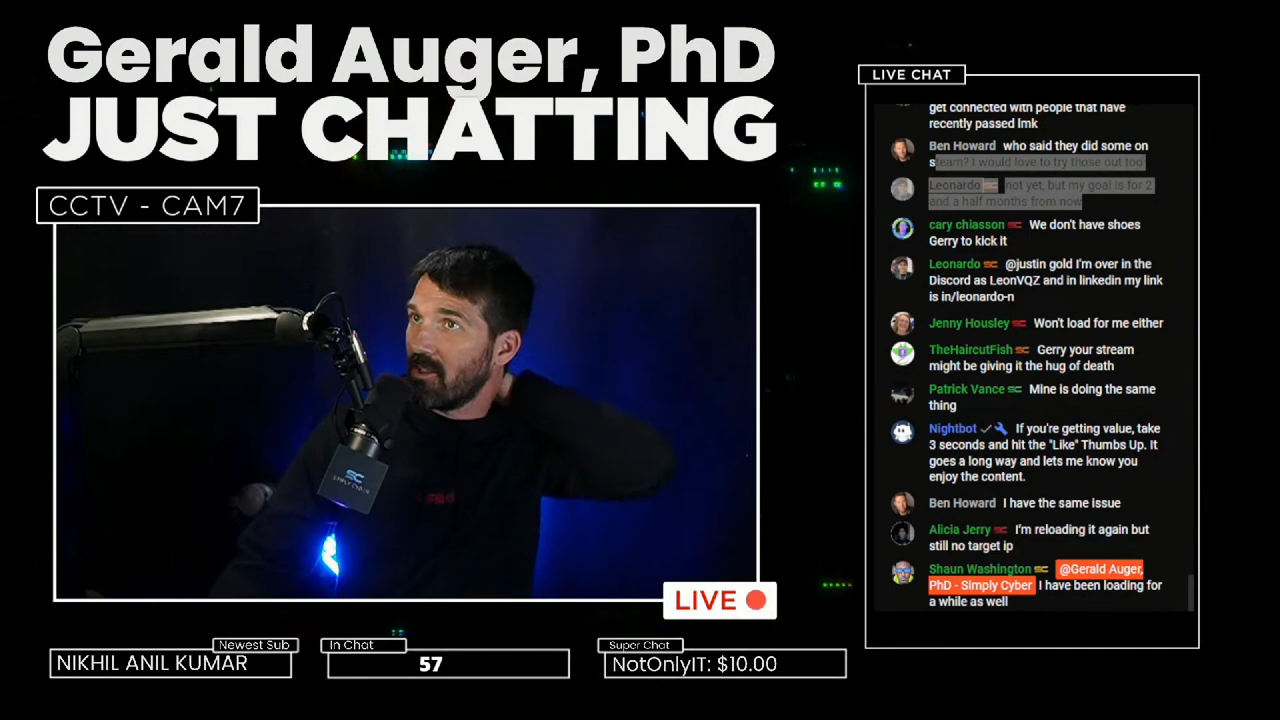 Gerald Auger, PhD
JUST CHATTING
CCTV - CAM7
SC
SIMPLY CYBER
LIVE
Newest Sub
NIKHIL ANIL KUMAR
In Chat
57
Super Chat
NotOnlyIT: $10.00
LIVE CHAT
get connected with people that have
recently passed lmk
Ben Howard who said they did some on
steam? I would love to try those out too
Leonardo not yet, but my goal is for 2
and a half months from now
cary chiasson We don't have shoes
Gerry to kick it
Leonardo @justin gold I'm over in the
Discord as LeonVQZ and in linkedin my link
is in/leonardo-n
Jenny Housley Won't load for me either
TheHaircutFish Gerry your stream
might be giving it the hug of death
Patrick Vance Mine is doing the same
thing
Nightbot If you're getting value, take
3 seconds and hit the "Like" Thumbs Up. It
goes a long way and lets me know you
enjoy the content.
Ben Howard I have the same issue
Alicia Jerry I'm reloading it again but
still no target ip
Shaun Washington @Gerald Auger,
PhD - Simply Cyber I have been loading for
a while as well